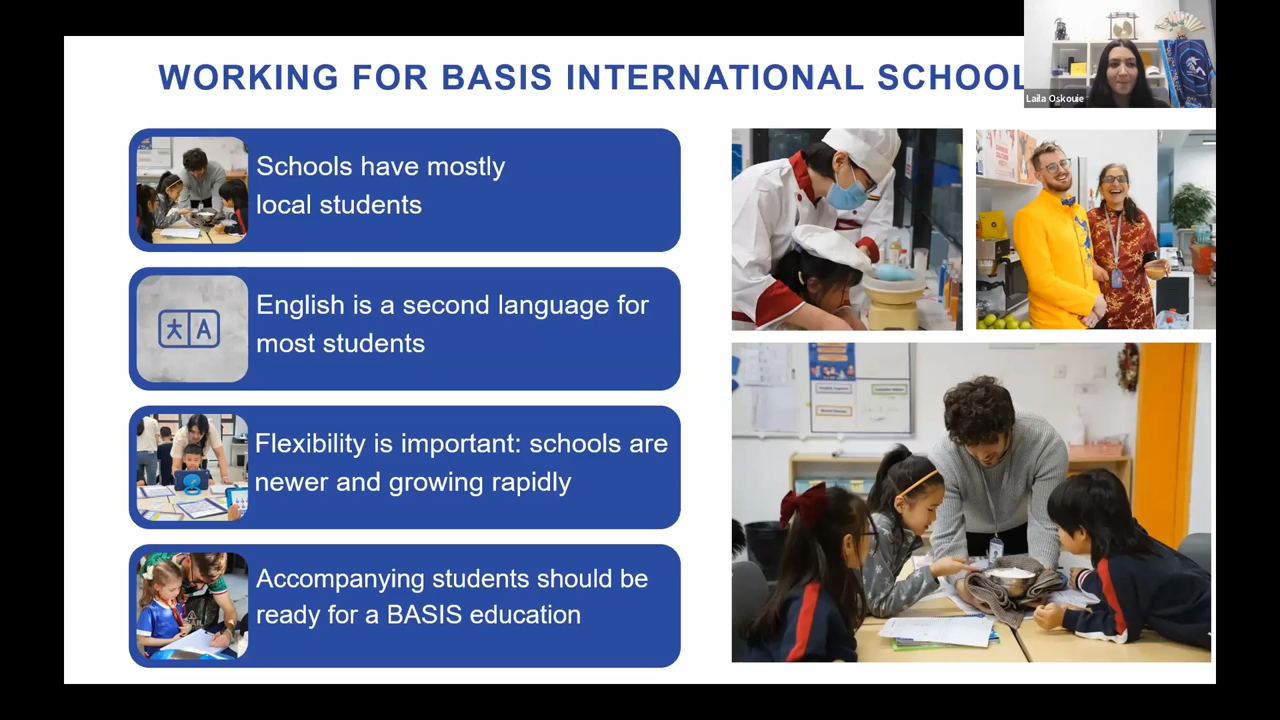 WORKING FOR BASIS INTERNATIONAL SCHOOL
Laila Oskouie
Schools have mostly
local students
大 A
English is a second language for
most students
Flexibility is important: schools are
newer and growing rapidly
Accompanying students should be
ready for a BASIS education